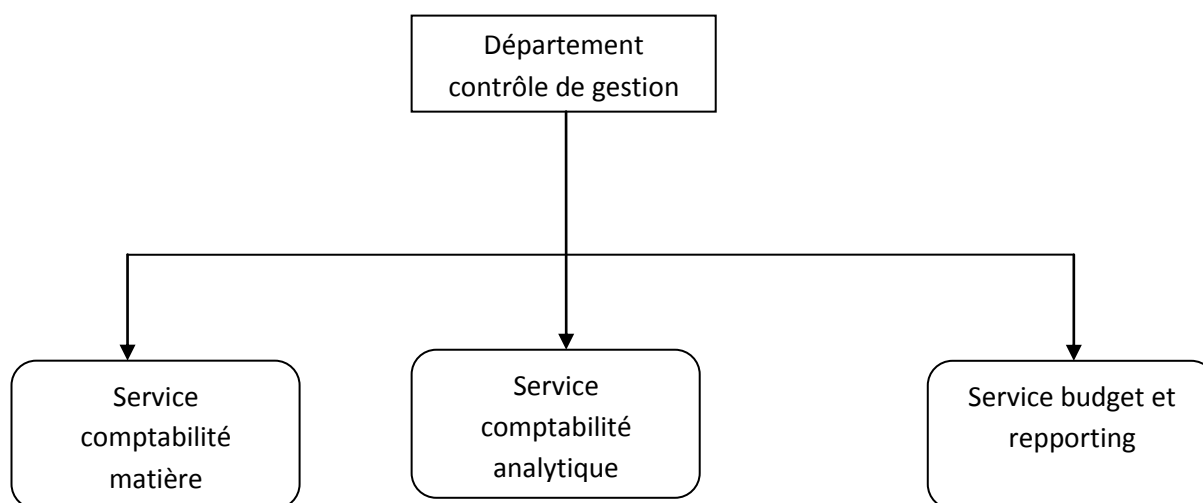 Département
contrôle de gestion
Service
comptabilité
matière
Service
comptabilité
analytique
Service budget et
repporting